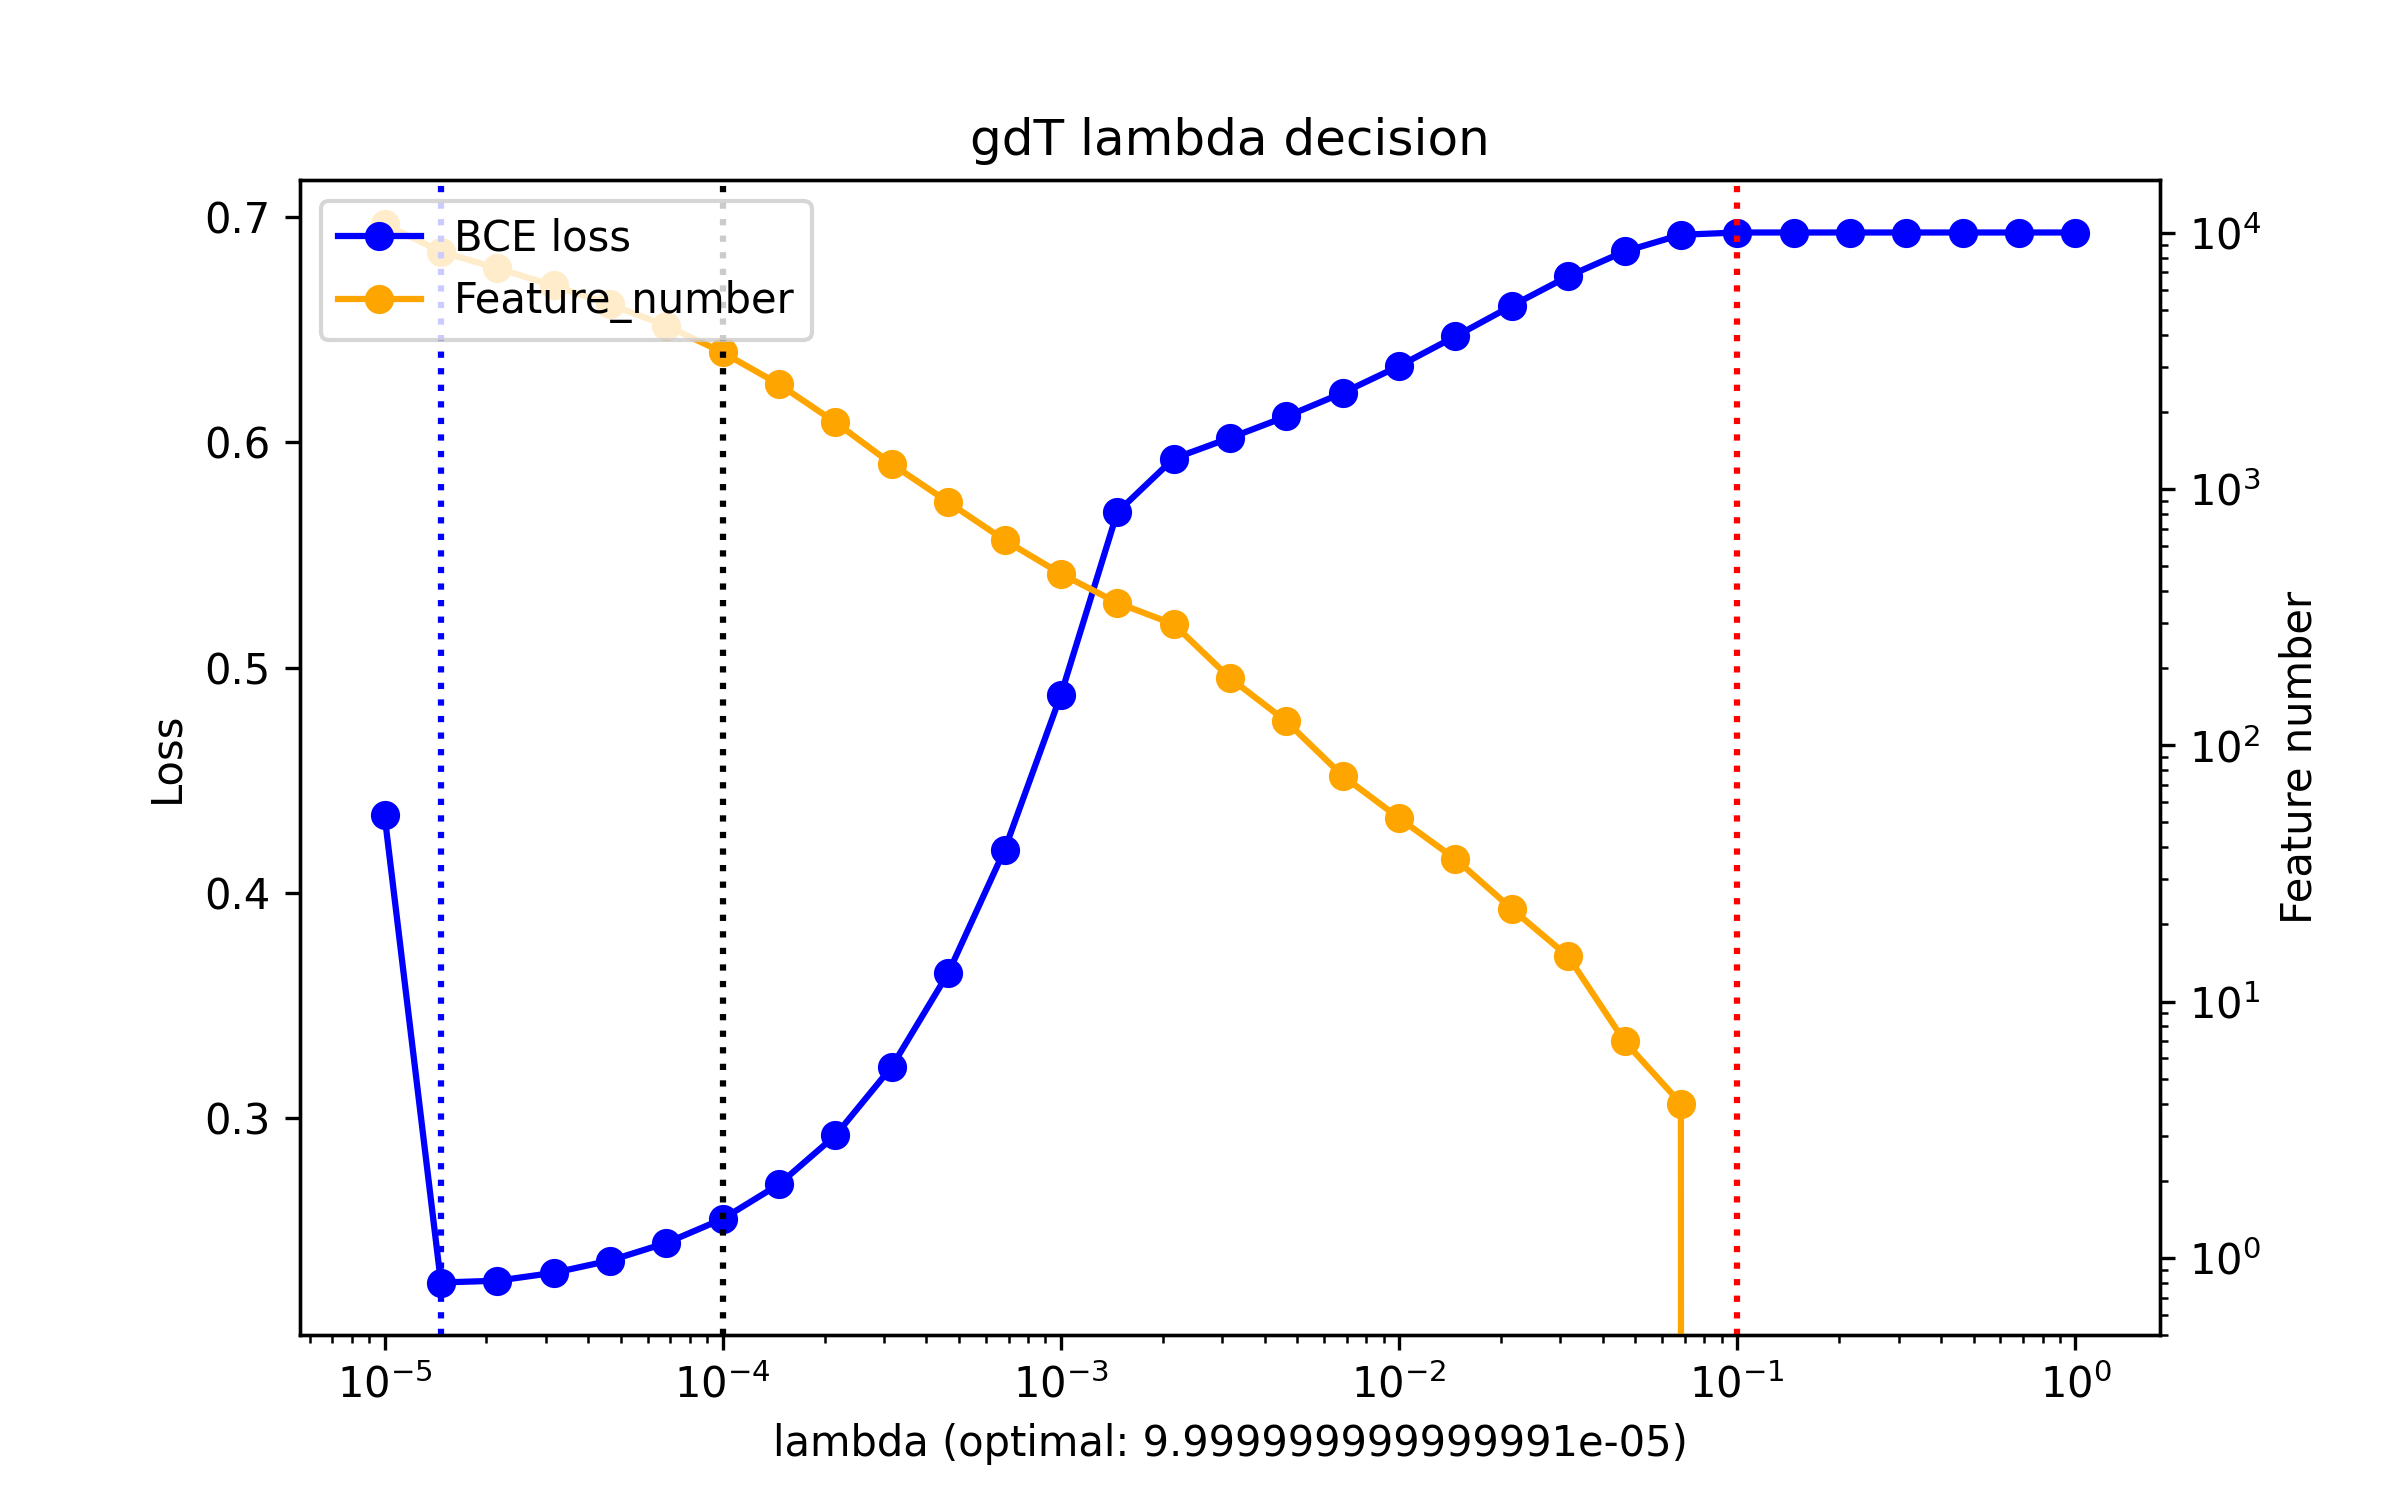 gdT lambda decision
BCE loss
Feature_number
Loss
0.7
0.6
0.5
0.4
0.3
10⁴
10³
10²
10¹
10⁰
Feature number
10⁻⁵ 10⁻⁴ 10⁻³ 10⁻² 10⁻¹ 10⁰
lambda (optimal: 9.999999999999991e-05)